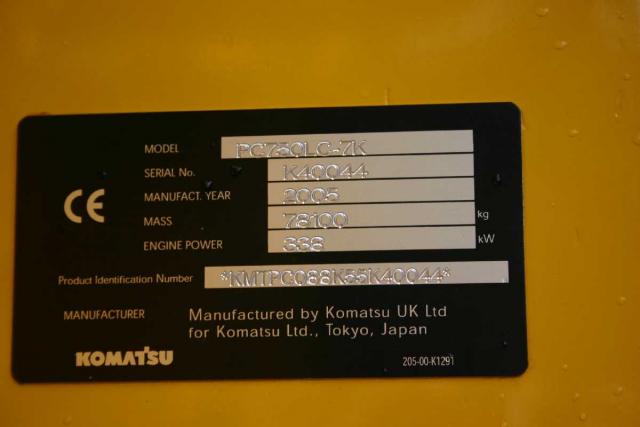 CE
MODEL PC750LC-7K
SERIAL No. K40044
MANUFACT. YEAR 2005
MASS 78100 kg
ENGINE POWER 338 kW
Product Identification Number *KMTPC088K55K40044*
MANUFACTURER Manufactured by Komatsu UK Ltd
for Komatsu Ltd., Tokyo, Japan
KOMATSU 205-00-K1291